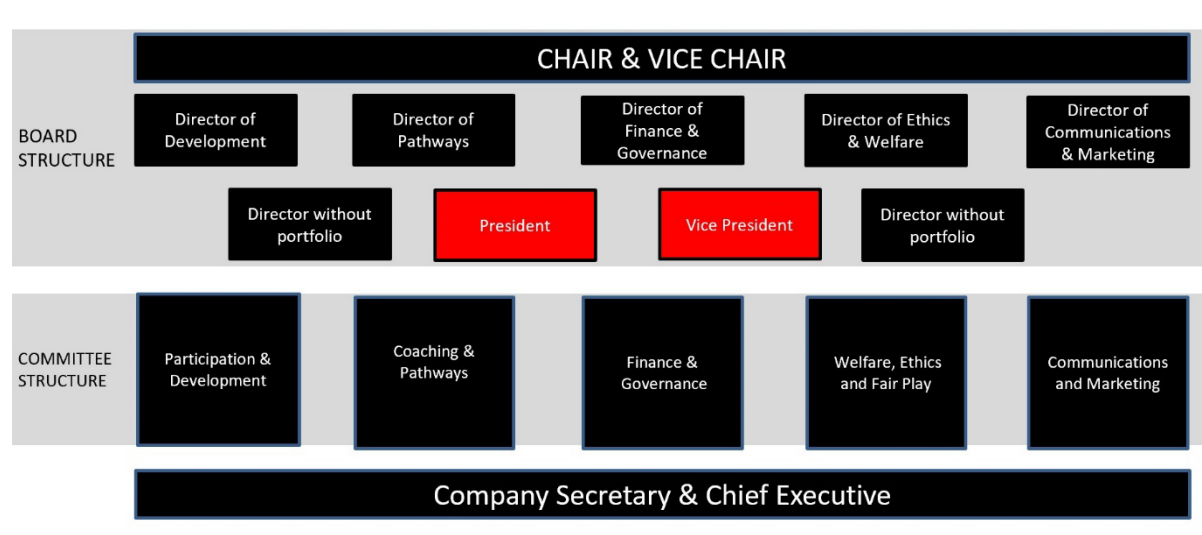 CHAIR & VICE CHAIR
BOARD
STRUCTURE
Director of
Development
Director of
Pathways
Director of
Finance &
Governance
Director of Ethics
& Welfare
Director of
Communications
& Marketing
Director without
portfolio
President
Vice President
Director without
portfolio
COMMITTEE
STRUCTURE
Participation &
Development
Coaching &
Pathways
Finance &
Governance
Welfare, Ethics
and Fair Play
Communications
and Marketing
Company Secretary & Chief Executive